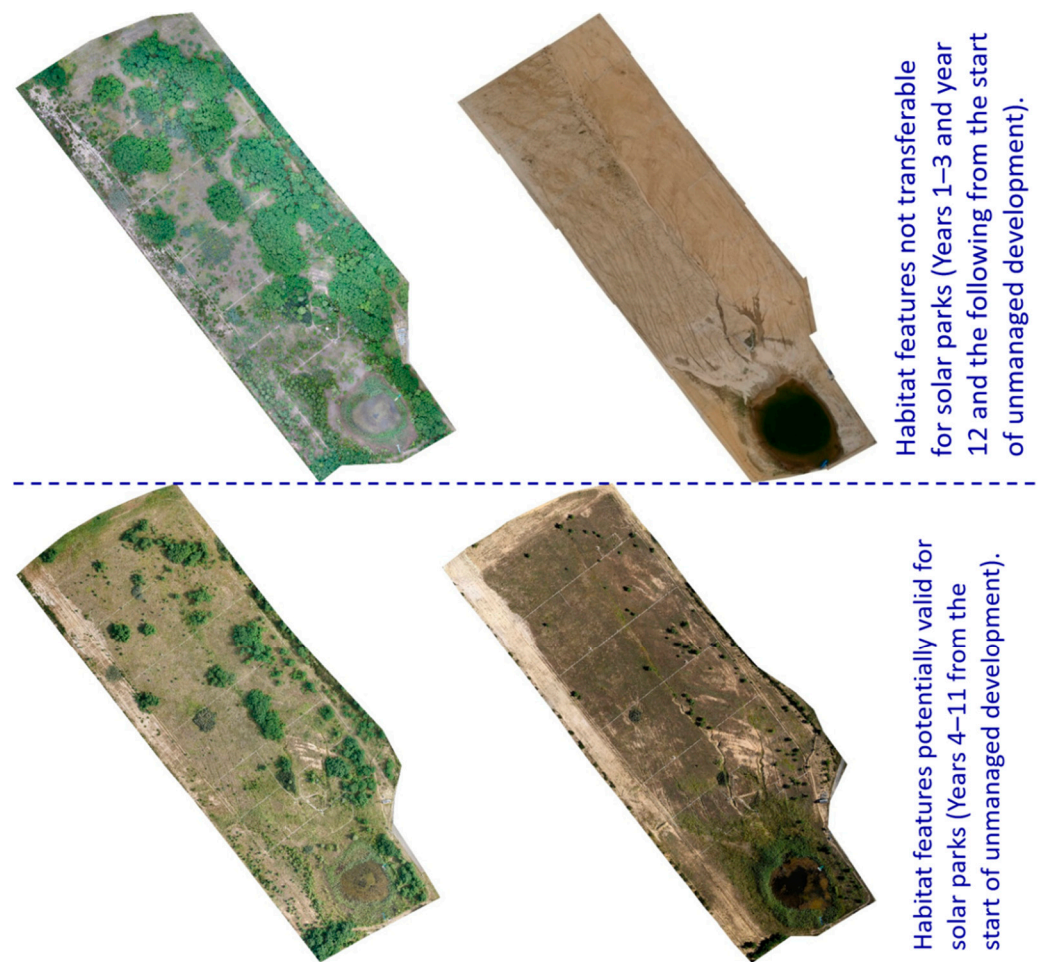 Habitat features not transferable
for solar parks (Years 1–3 and year
12 and the following from the start
of unmanaged development).
Habitat features potentially valid for
solar parks (Years 4–11 from the
start of unmanaged development).